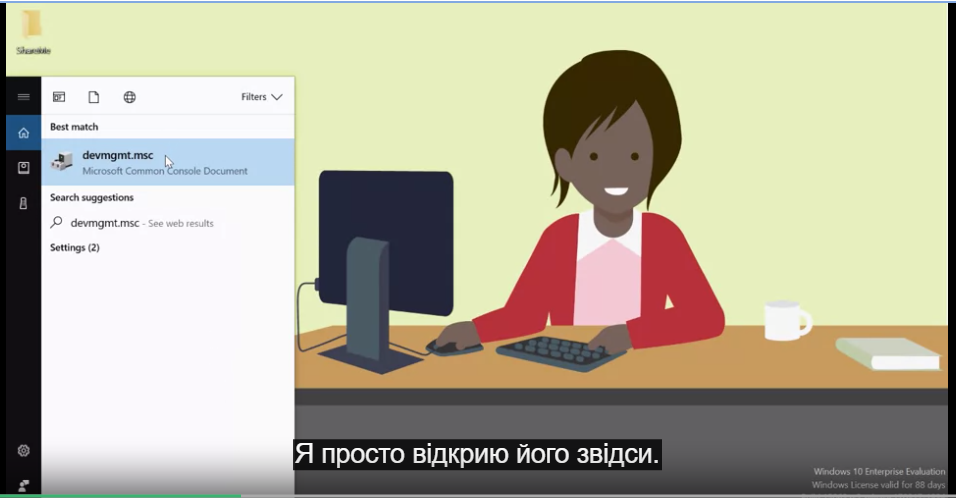 ShareMe
Filters
Best match
devmgmt.msc
Microsoft Common Console Document
Search suggestions
devmgmt.msc - See web results
Settings (2)
Я просто відкрию його звідси.
Windows 10 Enterprise Evaluation
Windows License valid for 88 days